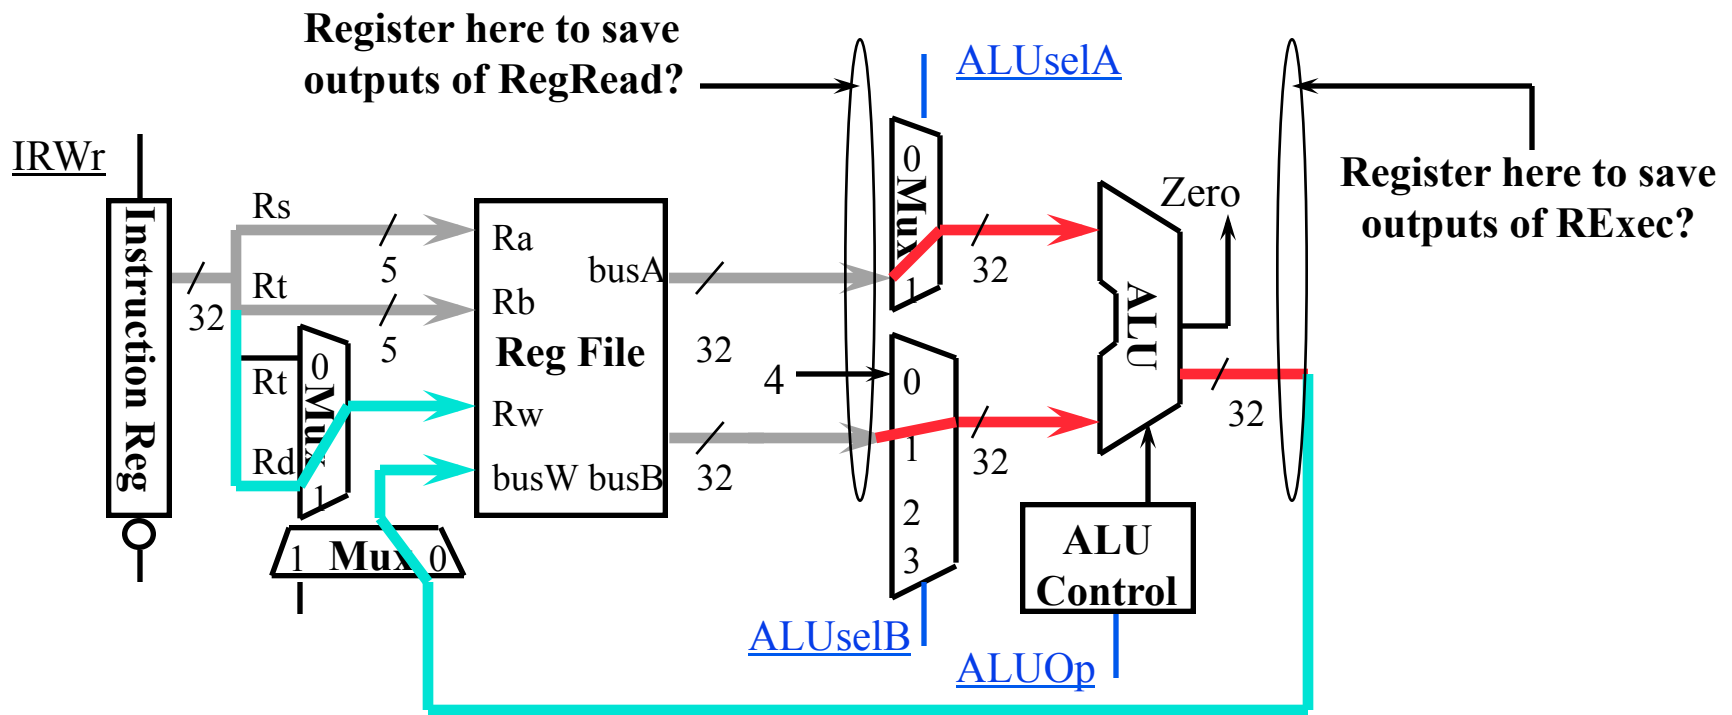 Register here to save
outputs of RegRead?
ALUselA
IRWr
Register here to save
outputs of RExec?
Instruction Reg
32
Rs
5
Rt
5
Rt
Rd
0
Mux
1
1 Mux 0
Ra
Rb
Reg File
Rw
busW busB
busA
32
32
4
0
Mux
1
0
1
2
3
32
32
ALU
Zero
32
ALU
Control
ALUselB
ALUOp